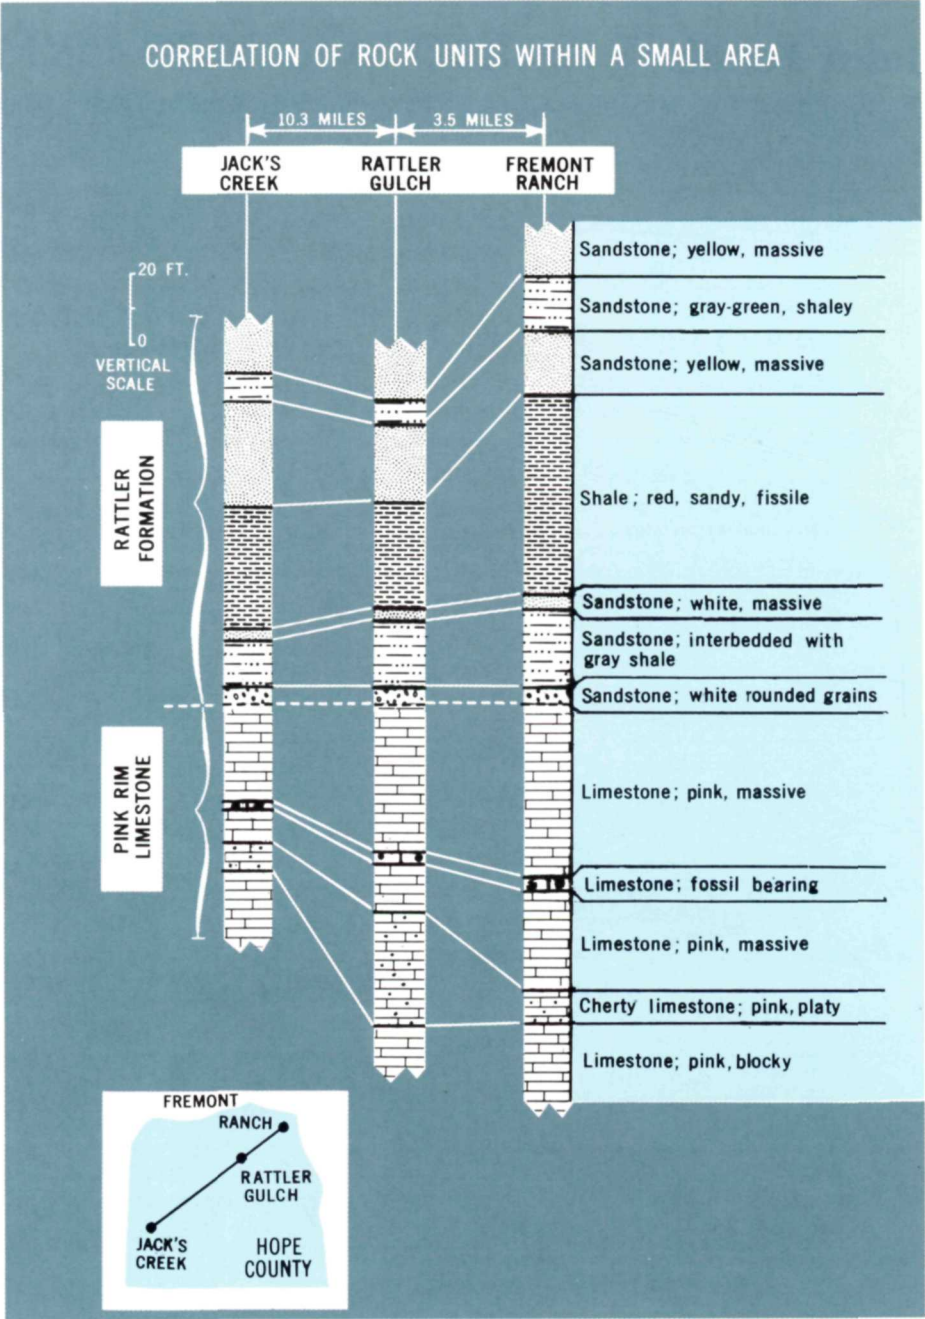 CORRELATION OF ROCK UNITS WITHIN A SMALL AREA
10.3 MILES
3.5 MILES
JACK'S
CREEK
RATTLER
GULCH
FREMONT
RANCH
20 FT.
0
VERTICAL
SCALE
RATTLER
FORMATION
PINK RIM
LIMESTONE
Sandstone; yellow, massive
Sandstone; gray-green, shaley
Sandstone; yellow, massive
Shale; red, sandy, fissile
Sandstone; white, massive
Sandstone; interbedded with
gray shale
Sandstone; white rounded grains
Limestone; pink, massive
Limestone; fossil bearing
Limestone; pink, massive
Cherty limestone; pink, platy
Limestone; pink, blocky
FREMONT
RANCH
RATTLER
GULCH
JACK'S
CREEK
HOPE
COUNTY